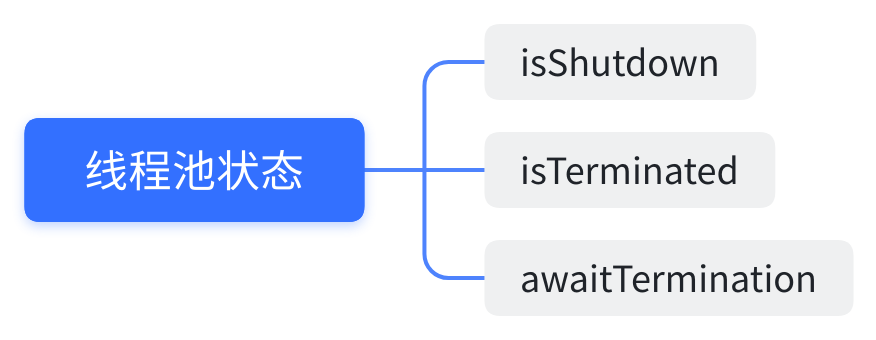 线程池状态
isShutdown
isTerminated
awaitTermination